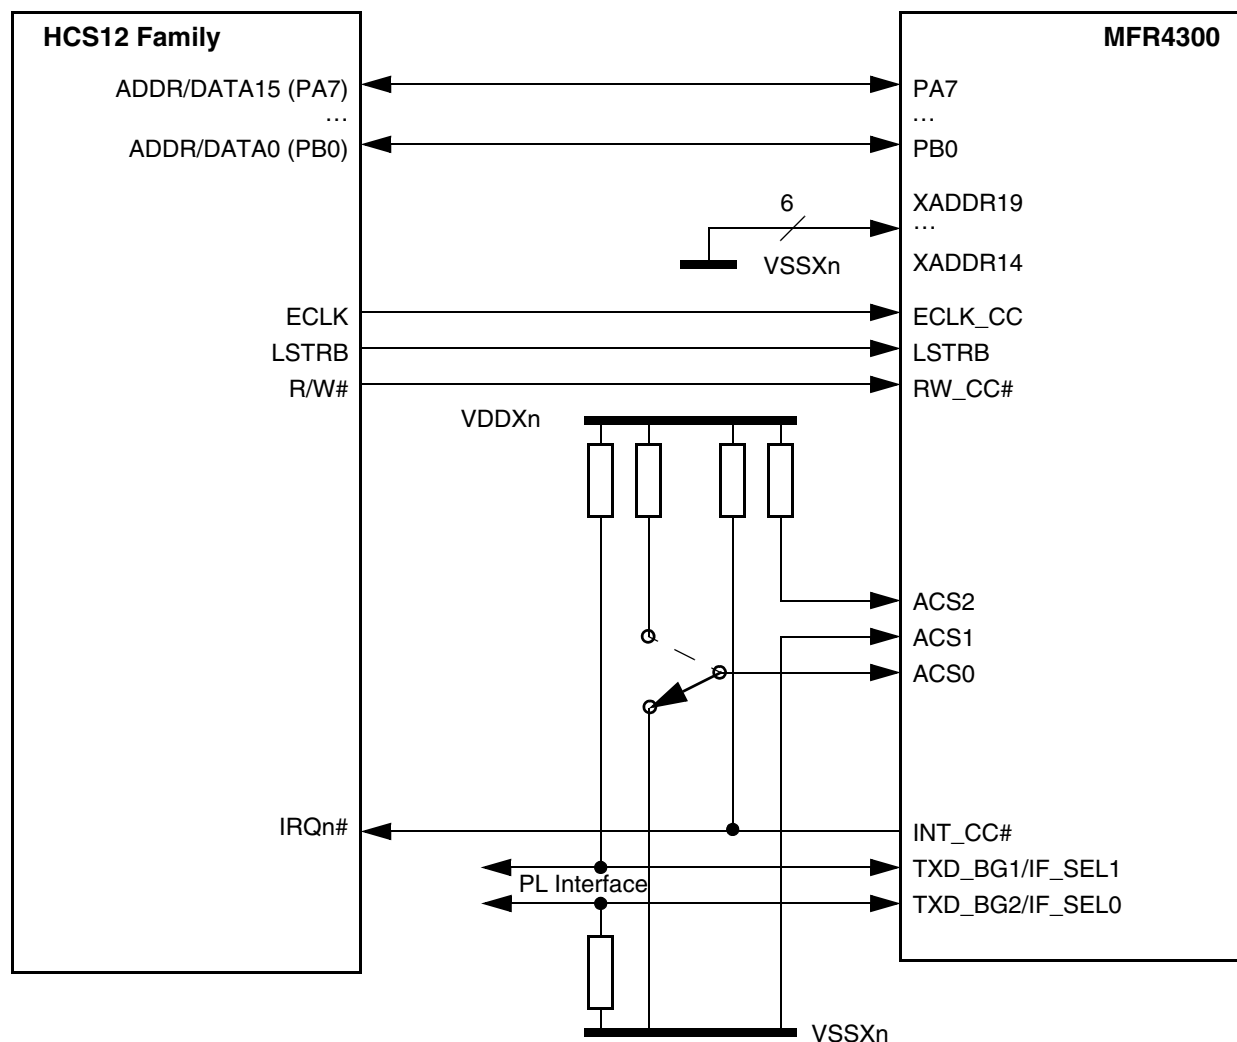 HCS12 Family
MFR4300
ADDR/DATA15 (PA7)
PA7
...
...
ADDR/DATA0 (PB0)
PB0
6
XADDR19
...
VSSXn
XADDR14
ECLK
ECLK_CC
LSTRB
LSTRB
R/W#
RW_CC#
VDDXn
ACS2
ACS1
ACS0
IRQn#
INT_CC#
TXD_BG1/IF_SEL1
PL Interface
TXD_BG2/IF_SEL0
VSSXn